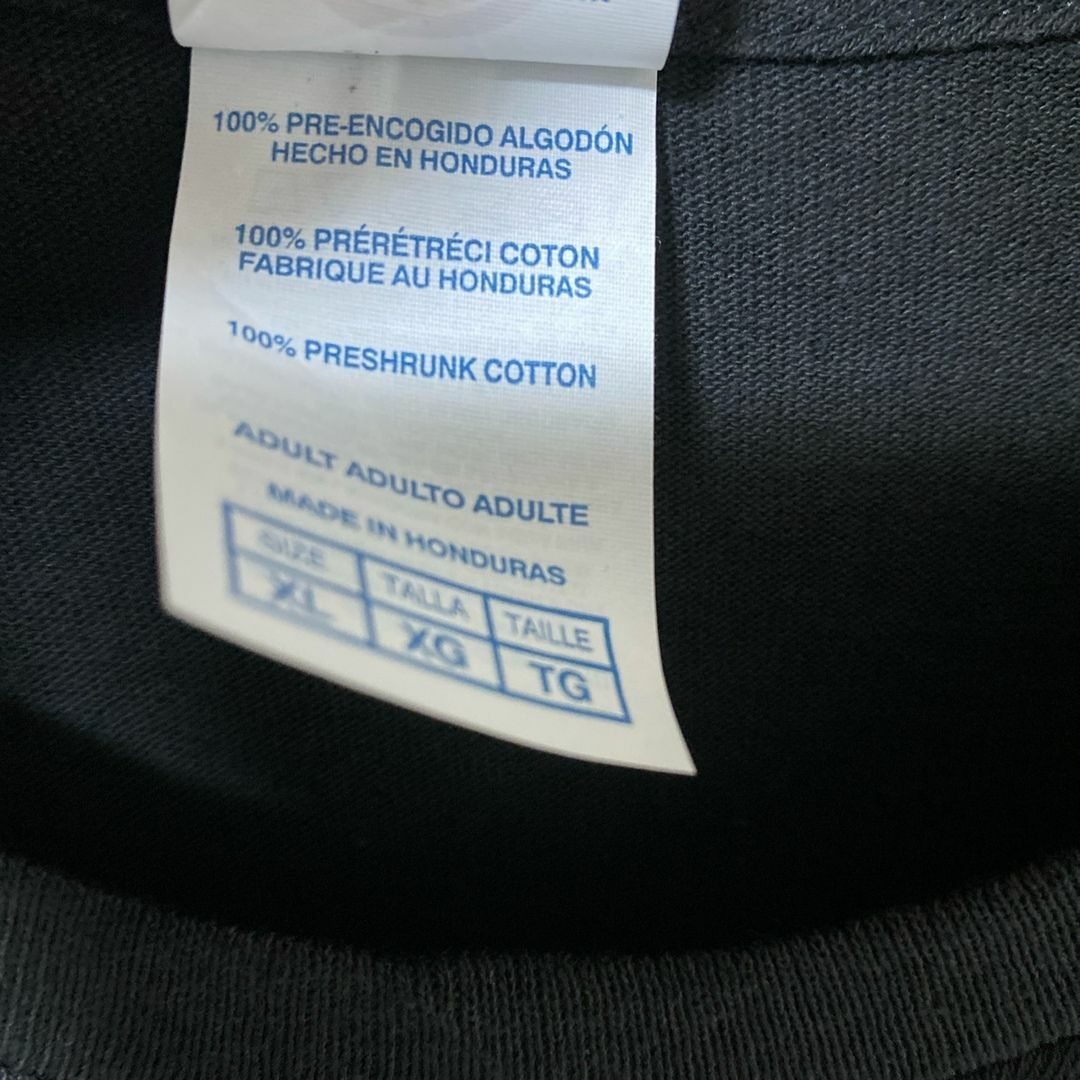 100% PRE-ENCOGIDO ALGODÓN
HECHO EN HONDURAS
100% PRÉRÉTRÉCI COTON
FABRIQUE AU HONDURAS
100% PRESHRUNK COTTON
ADULT ADULTO ADULTE
MADE IN HONDURAS
SIZE TALLA TAILLE
XL XG TG